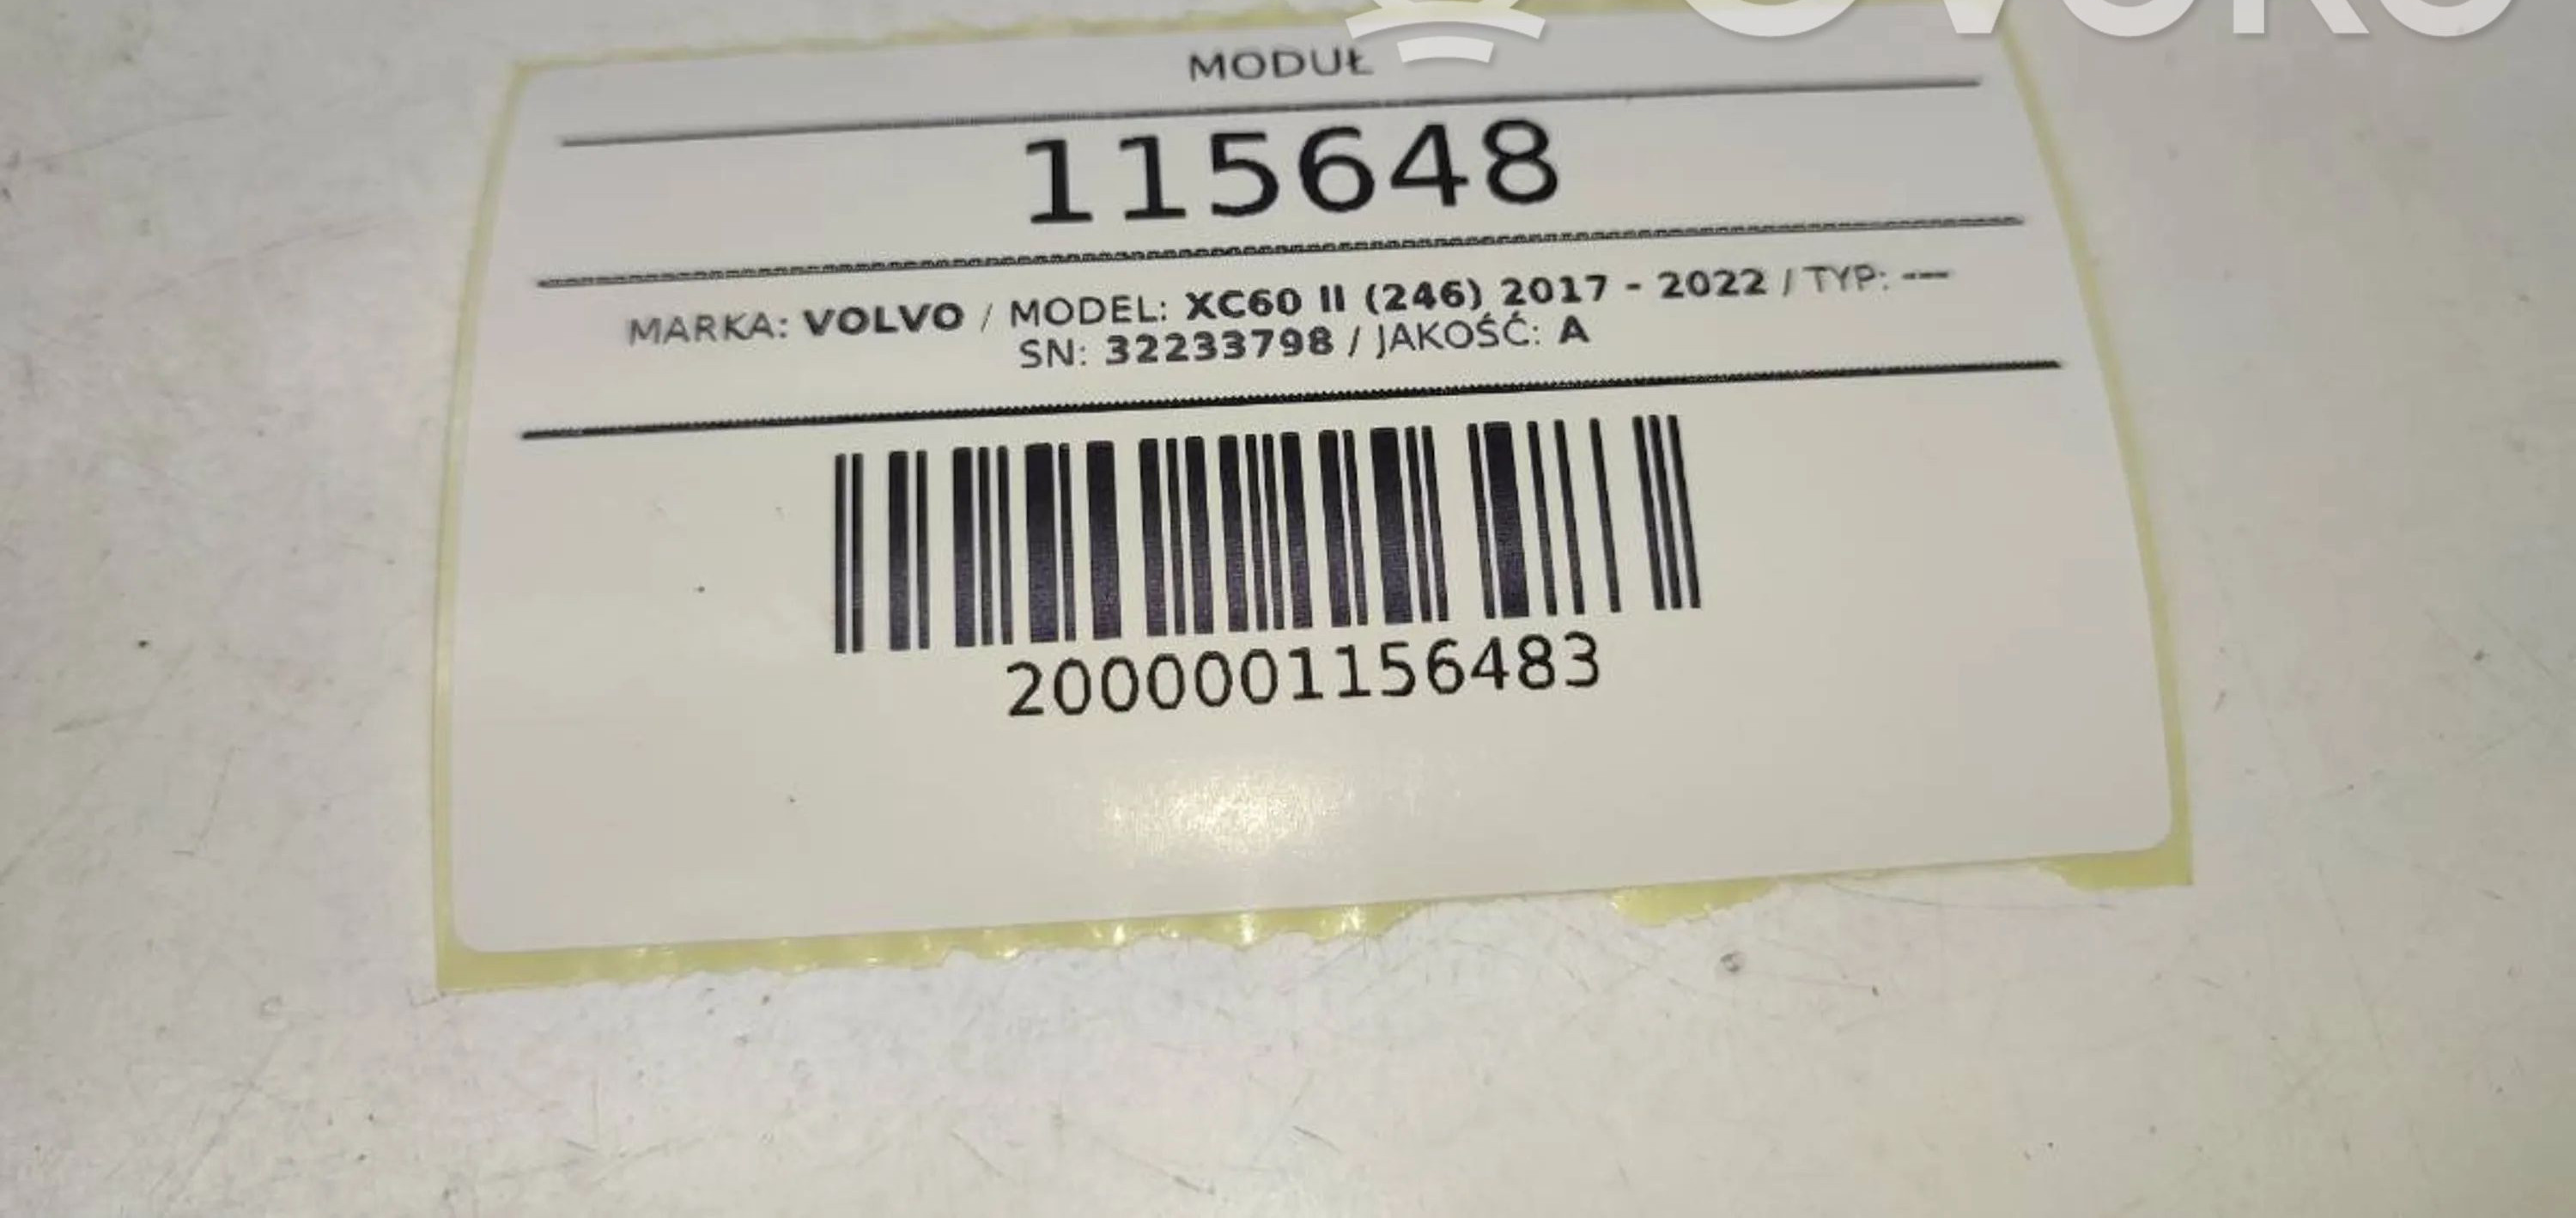 MODUŁ
115648
MARKA: VOLVO / MODEL: XC60 II (246) 2017 - 2022 / TYP: ---
SN: 32233798 / JAKOŚĆ: A
2000001156483